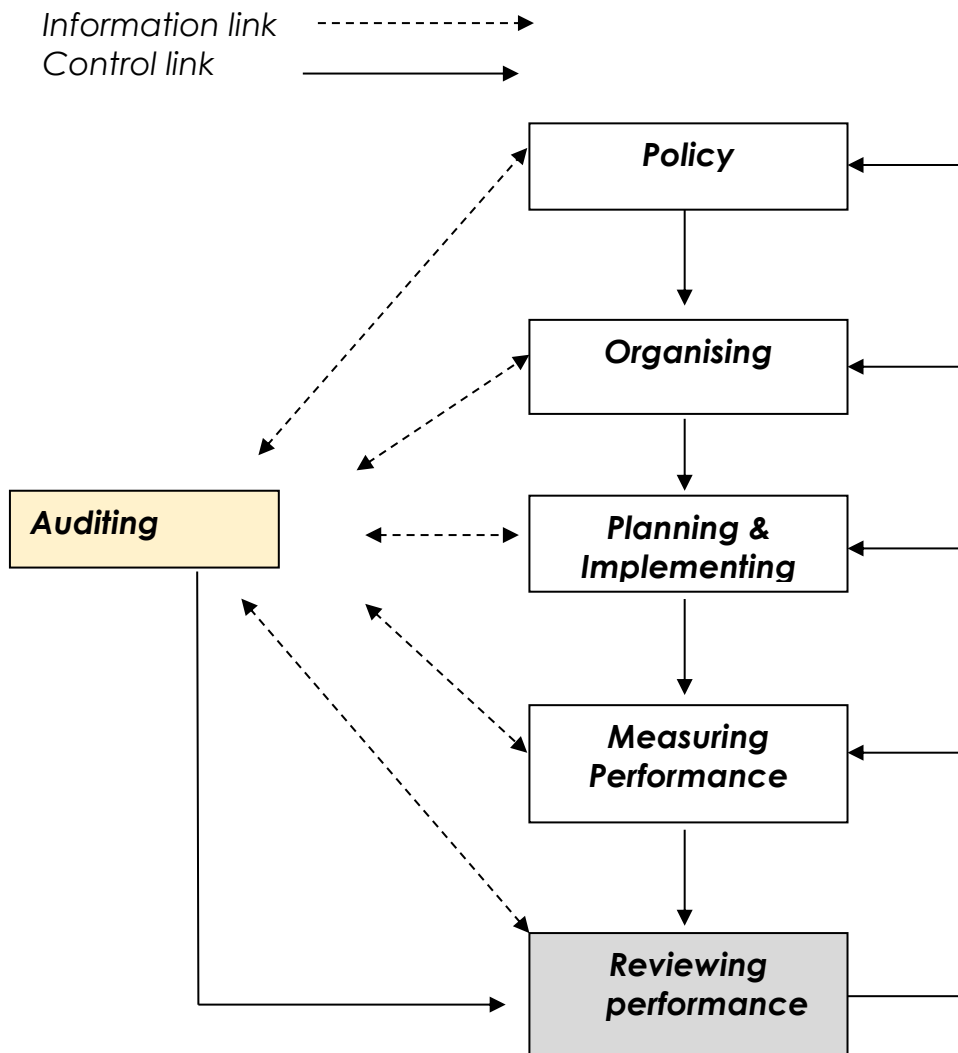 Information link
Control link
Policy
Organising
Auditing
Planning &
Implementing
Measuring
Performance
Reviewing
performance